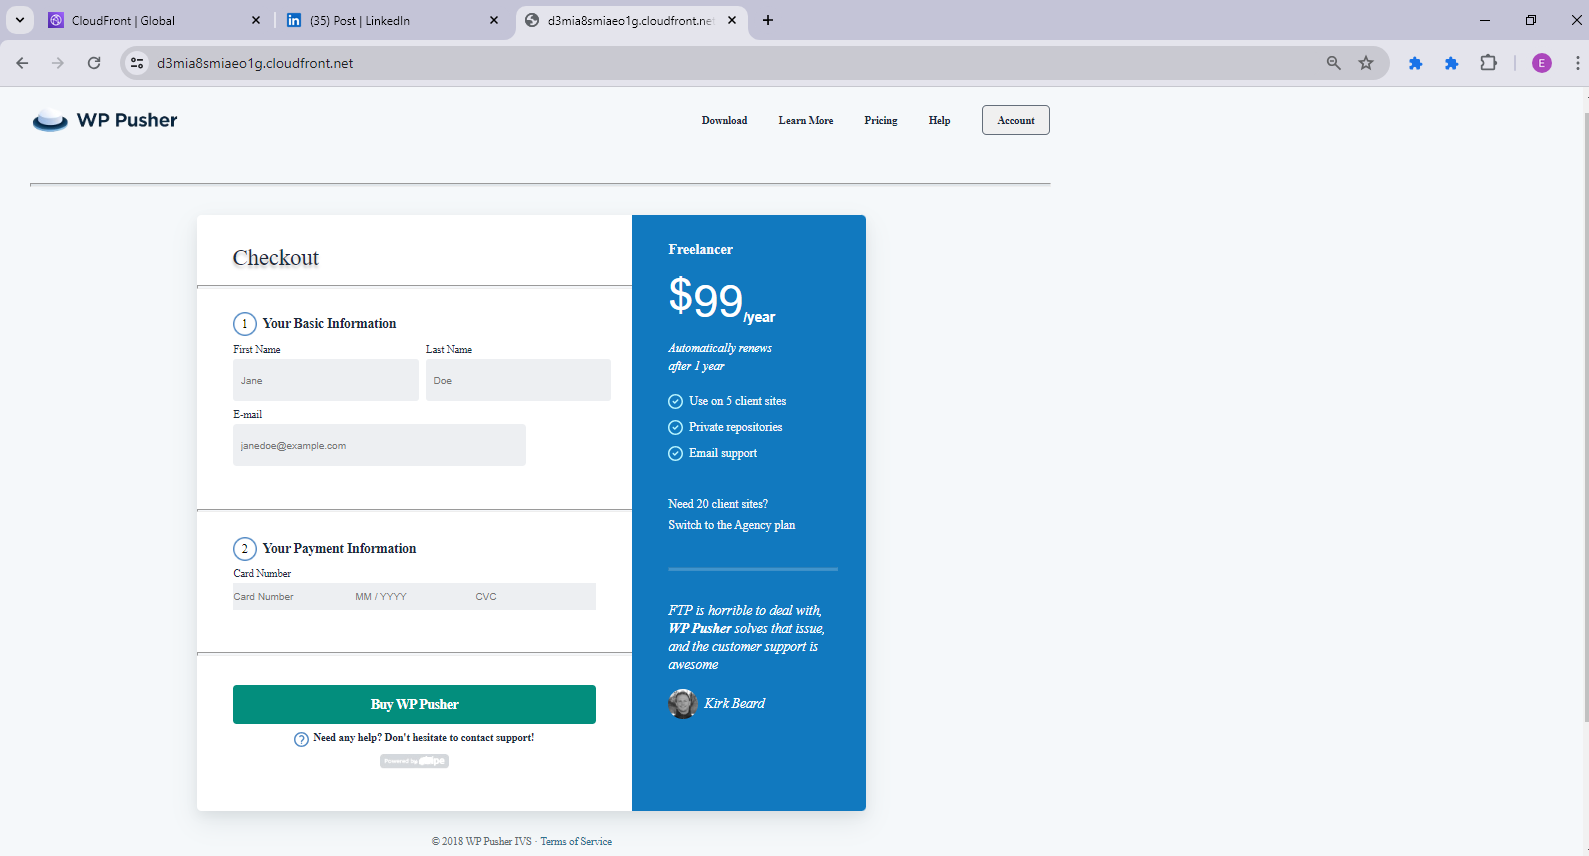 CloudFront | Global
(35) Post | LinkedIn
d3mia8smiaeo1g.cloudfront.net
d3mia8smiaeo1g.cloudfront.net
E
WP Pusher
Download
Learn More
Pricing
Help
Account
Checkout
1 Your Basic Information
First Name
Last Name
Jane
Doe
E-mail
janedoe@example.com
2 Your Payment Information
Card Number
Card Number
MM / YYYY
CVC
Buy WP Pusher
Need any help? Don't hesitate to contact support!
Powered by
Freelancer
$99/year
Automatically renews
after 1 year
Use on 5 client sites
Private repositories
Email support
Need 20 client sites?
Switch to the Agency plan
FTP is horrible to deal with,
WP Pusher solves that issue,
and the customer support is
awesome
Kirk Beard
© 2018 WP Pusher IVS · Terms of Service